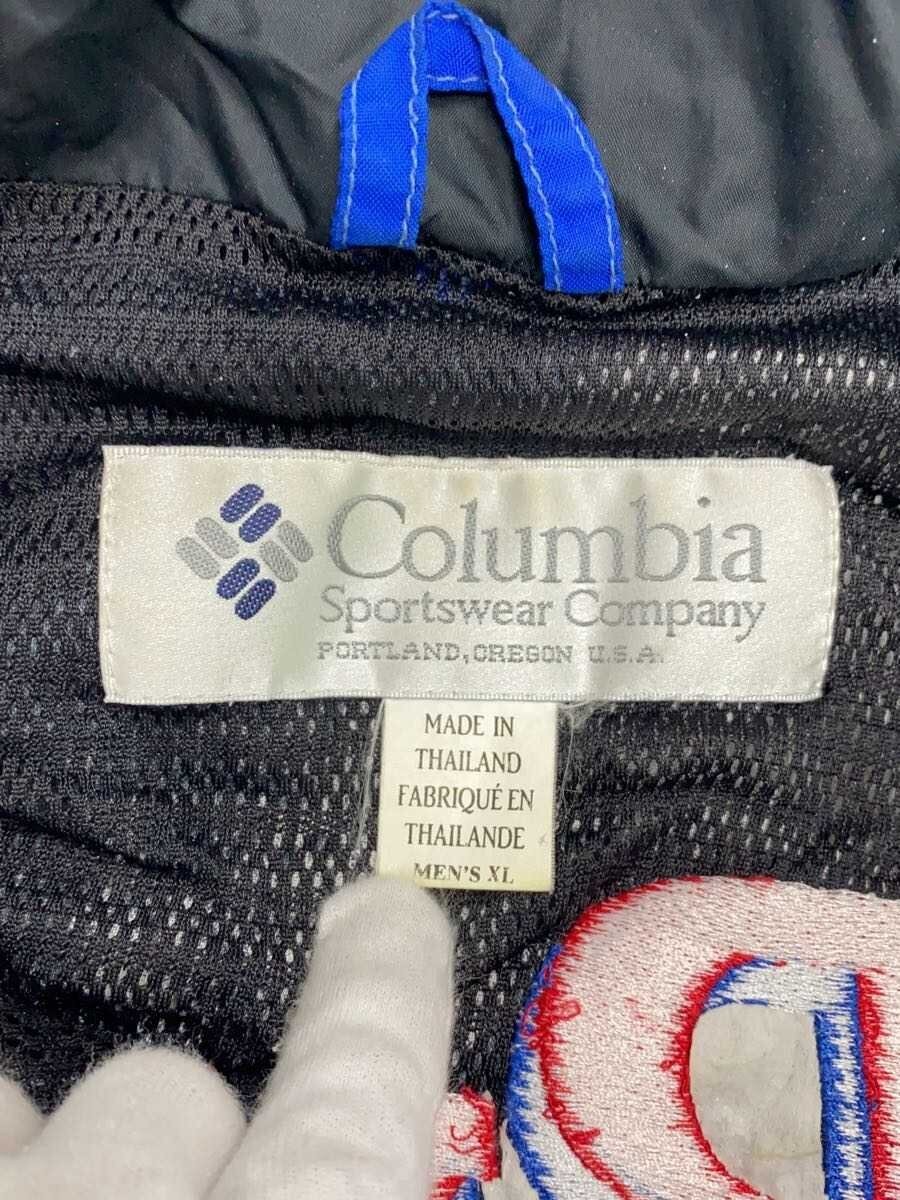 Columbia
Sportswear Company
PORTLAND, OREGON U.S.A.
MADE IN
THAILAND
FABRIQUÉ EN
THAILANDE
MEN'S XL